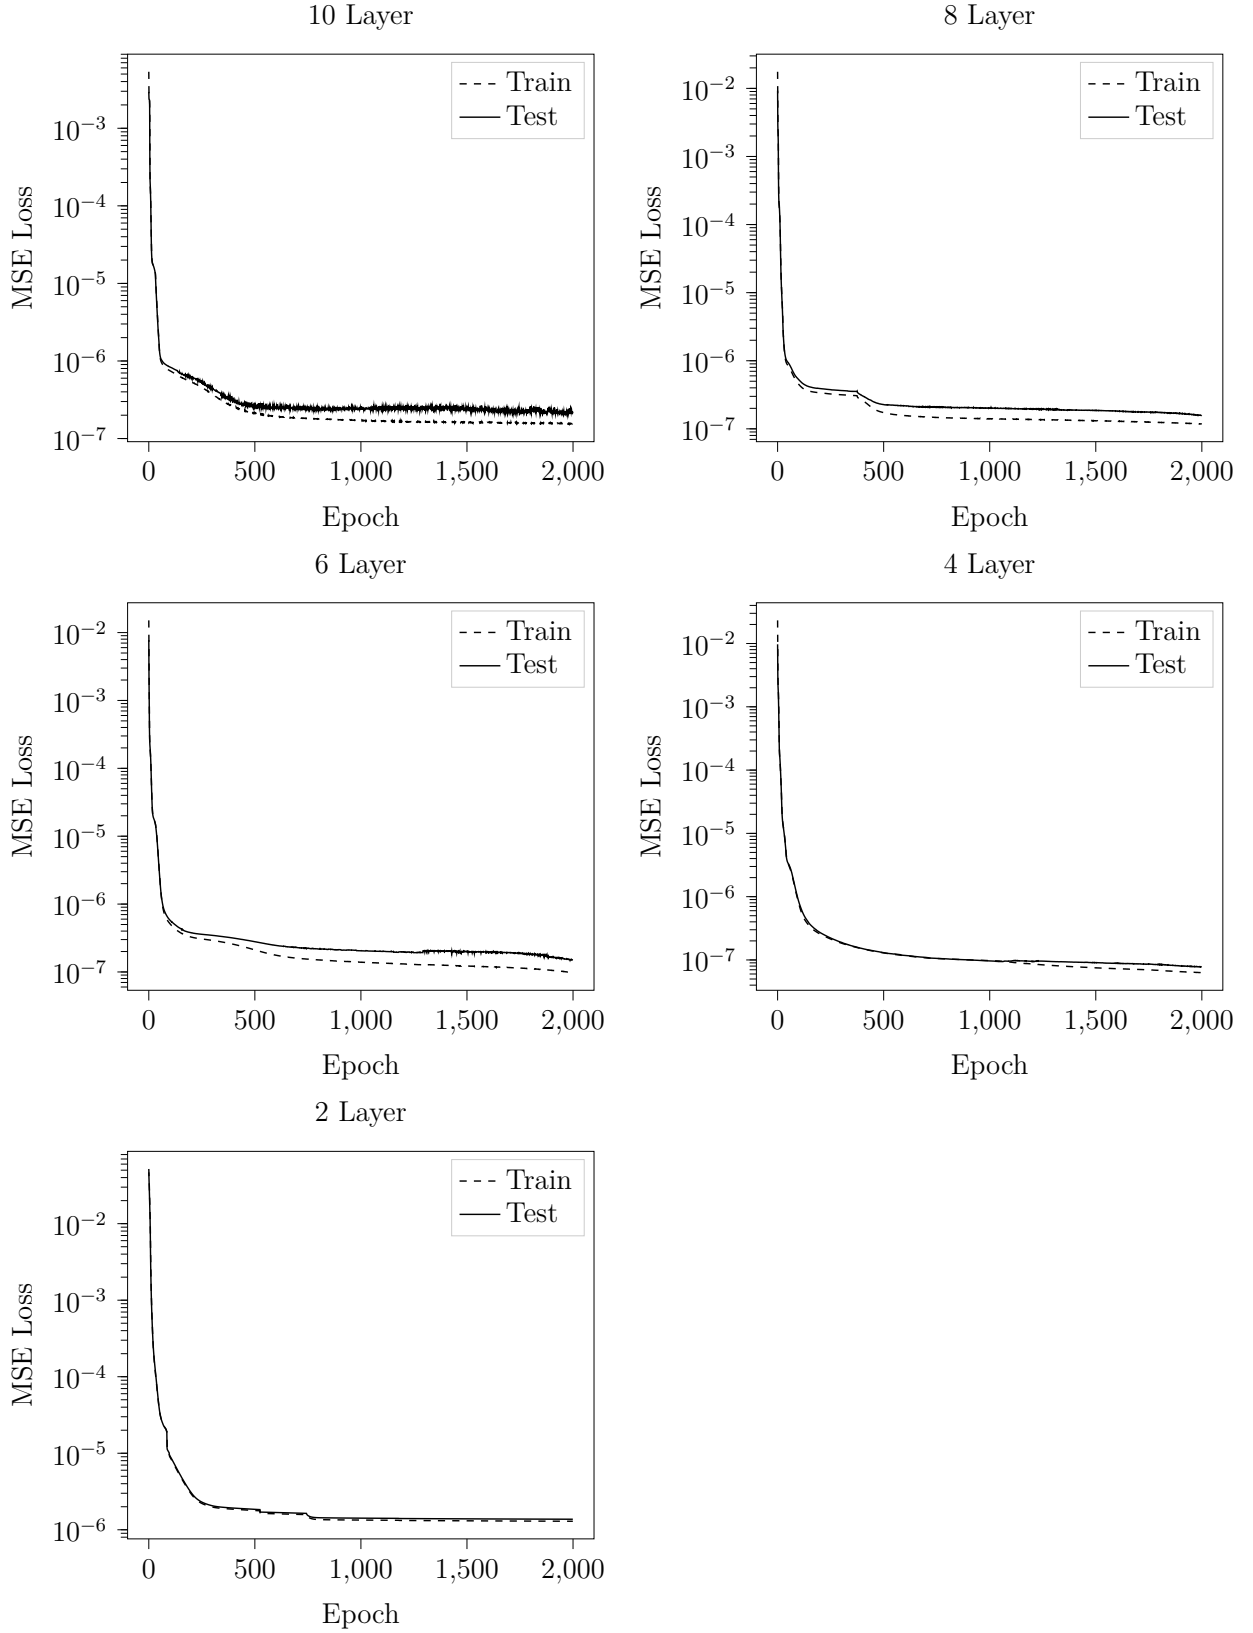 10 Layer
10⁻³
10⁻⁴
10⁻⁵
10⁻⁶
10⁻⁷
MSE Loss
0 500 1,000 1,500 2,000
Epoch
Train
Test
8 Layer
10⁻²
10⁻³
10⁻⁴
10⁻⁵
10⁻⁶
10⁻⁷
MSE Loss
0 500 1,000 1,500 2,000
Epoch
Train
Test
6 Layer
10⁻²
10⁻³
10⁻⁴
10⁻⁵
10⁻⁶
10⁻⁷
MSE Loss
0 500 1,000 1,500 2,000
Epoch
Train
Test
4 Layer
10⁻²
10⁻³
10⁻⁴
10⁻⁵
10⁻⁶
10⁻⁷
MSE Loss
0 500 1,000 1,500 2,000
Epoch
Train
Test
2 Layer
10⁻²
10⁻³
10⁻⁴
10⁻⁵
10⁻⁶
MSE Loss
0 500 1,000 1,500 2,000
Epoch
Train
Test